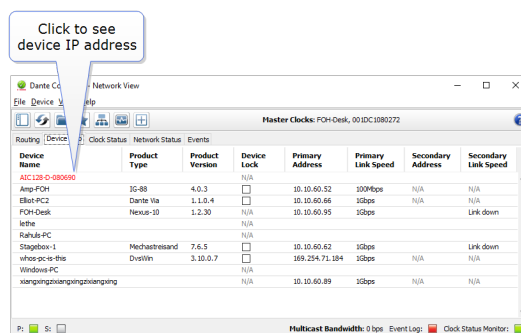 Click to see
device IP address
Dante Co Network View
File Device V elp
Master Clocks: FOH-Desk, 001DC1080272
Routing Device Clock Status Network Status Events
Device Name Product Type Product Version Device Lock Primary Address Primary Link Speed Secondary Address Secondary Link Speed
AIC128-D-080690 N/A
Amp-FOH IG-88 4.0.3 10.10.60.52 100Mbps N/A N/A
Elliot-PC2 Dante Via 1.1.0.4 10.10.60.66 1Gbps N/A N/A
FOH-Desk Nexus-10 1.2.30 10.10.60.95 1Gbps Link down
lethe N/A
Rahuls-PC N/A
Stagebox-1 Mechastreisand 7.6.5 10.10.60.62 1Gbps Link down
whos-pc-is-this DvsWin 3.10.0.7 169.254.71.184 1Gbps N/A N/A
Windows-PC N/A
xiangxingzixiangxingzixiangxing N/A 10.10.60.89 1Gbps N/A N/A
P: S: Multicast Bandwidth: 0 bps Event Log: Clock Status Monitor: